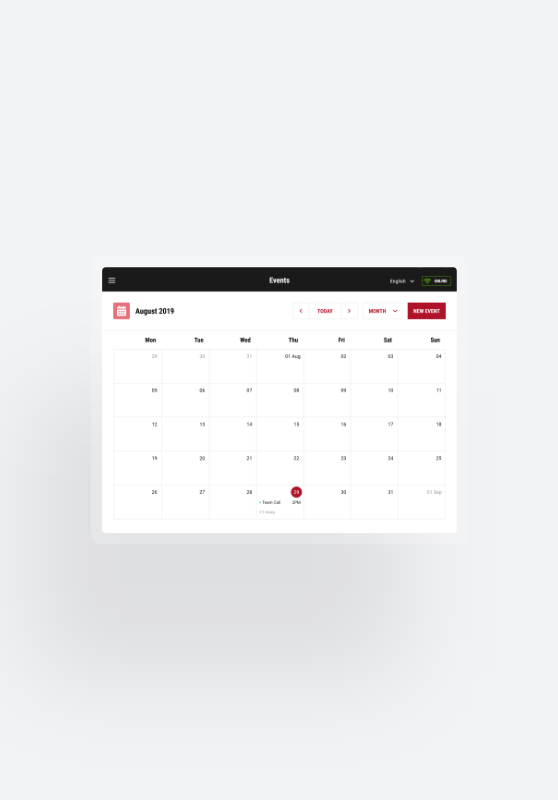 Events
English
ONLINE
August 2019
TODAY
MONTH
NEW EVENT
Mon Tue Wed Thu Fri Sat Sun
29 30 31 01 Aug 02 03 04
05 06 07 08 09 10 11
12 13 14 15 16 17 18
19 20 21 22 23 24 25
26 27 28 29 30 31 01 Sep
Team Call 2PM